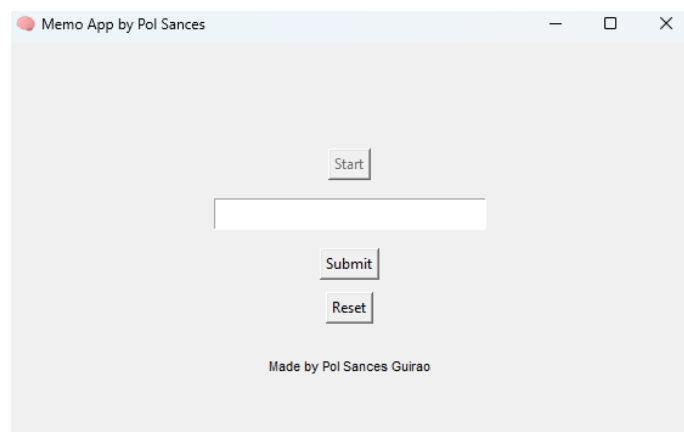 Memo App by Pol Sances
Start
Submit
Reset
Made by Pol Sances Guirao